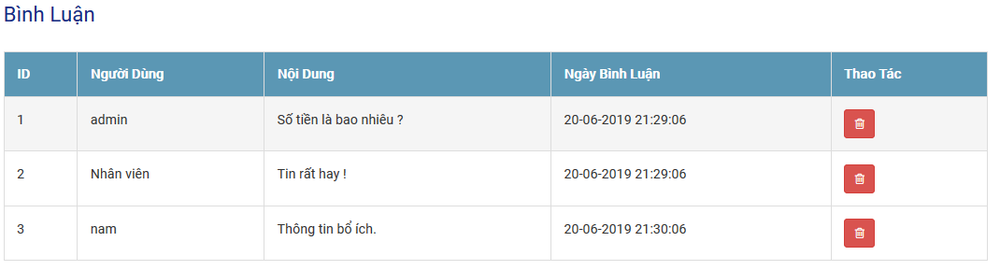 Bình Luận
ID Người Dùng Nội Dung Ngày Bình Luận Thao Tác
1 admin Số tiền là bao nhiêu ? 20-06-2019 21:29:06
2 Nhân viên Tin rất hay ! 20-06-2019 21:29:06
3 nam Thông tin bổ ích. 20-06-2019 21:30:06